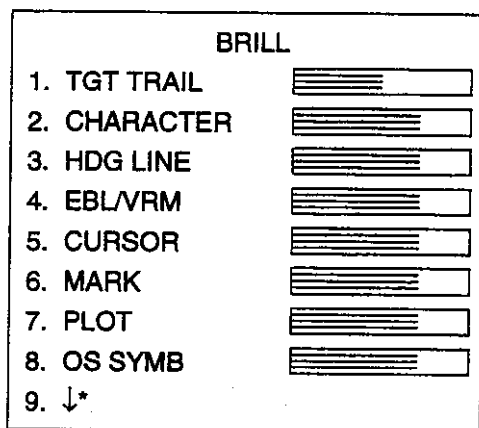 BRILL
1. TGT TRAIL
2. CHARACTER
3. HDG LINE
4. EBL/VRM
5. CURSOR
6. MARK
7. PLOT
8. OS SYMB
9. ↓*